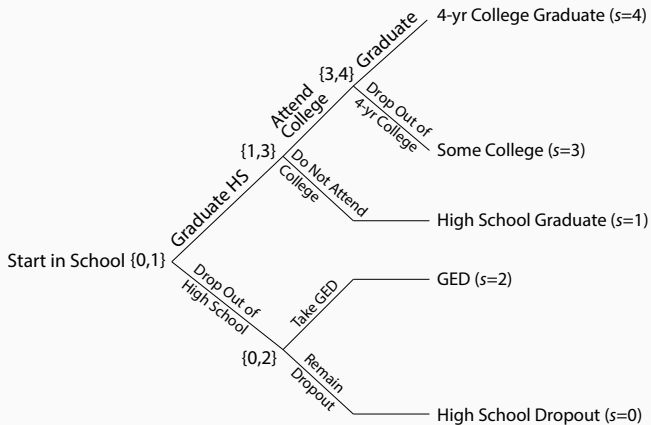 4-yr College Graduate (s=4)
Graduate
{3,4}
Drop Out of
4-yr College
Attend
College
Some College (s=3)
{1,3}
Do Not Attend
College
Graduate HS
High School Graduate (s=1)
Start in School {0,1}
Drop Out of
High School
Take GED
GED (s=2)
{0,2}
Remain
Dropout
High School Dropout (s=0)